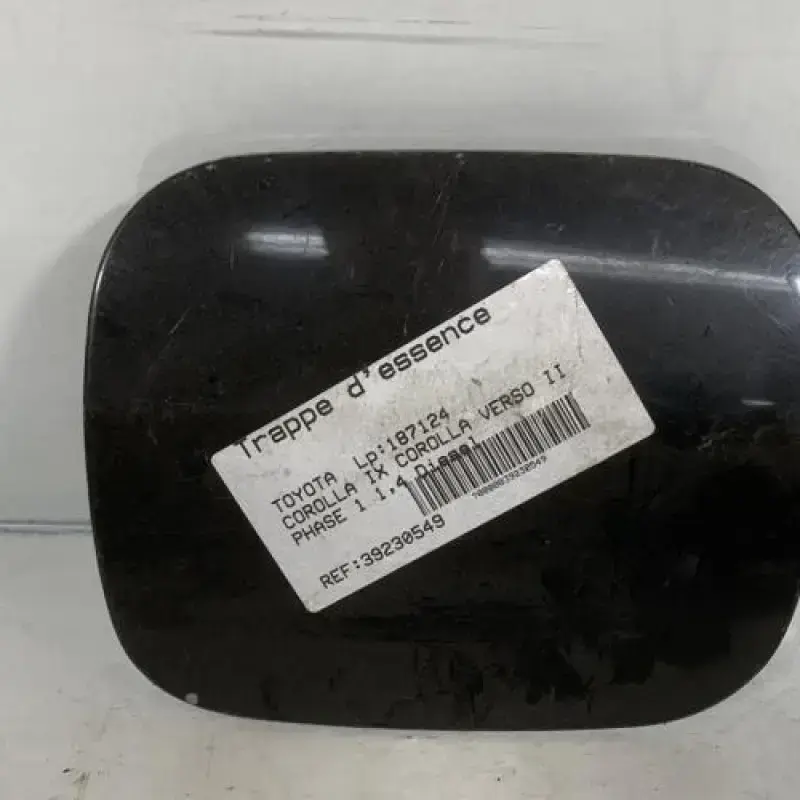 Trappe d'essence
TOYOTA Lp:187124
COROLLA IX COROLLA VERSO II
PHASE 1 1,4 Diesel
REF:39230549